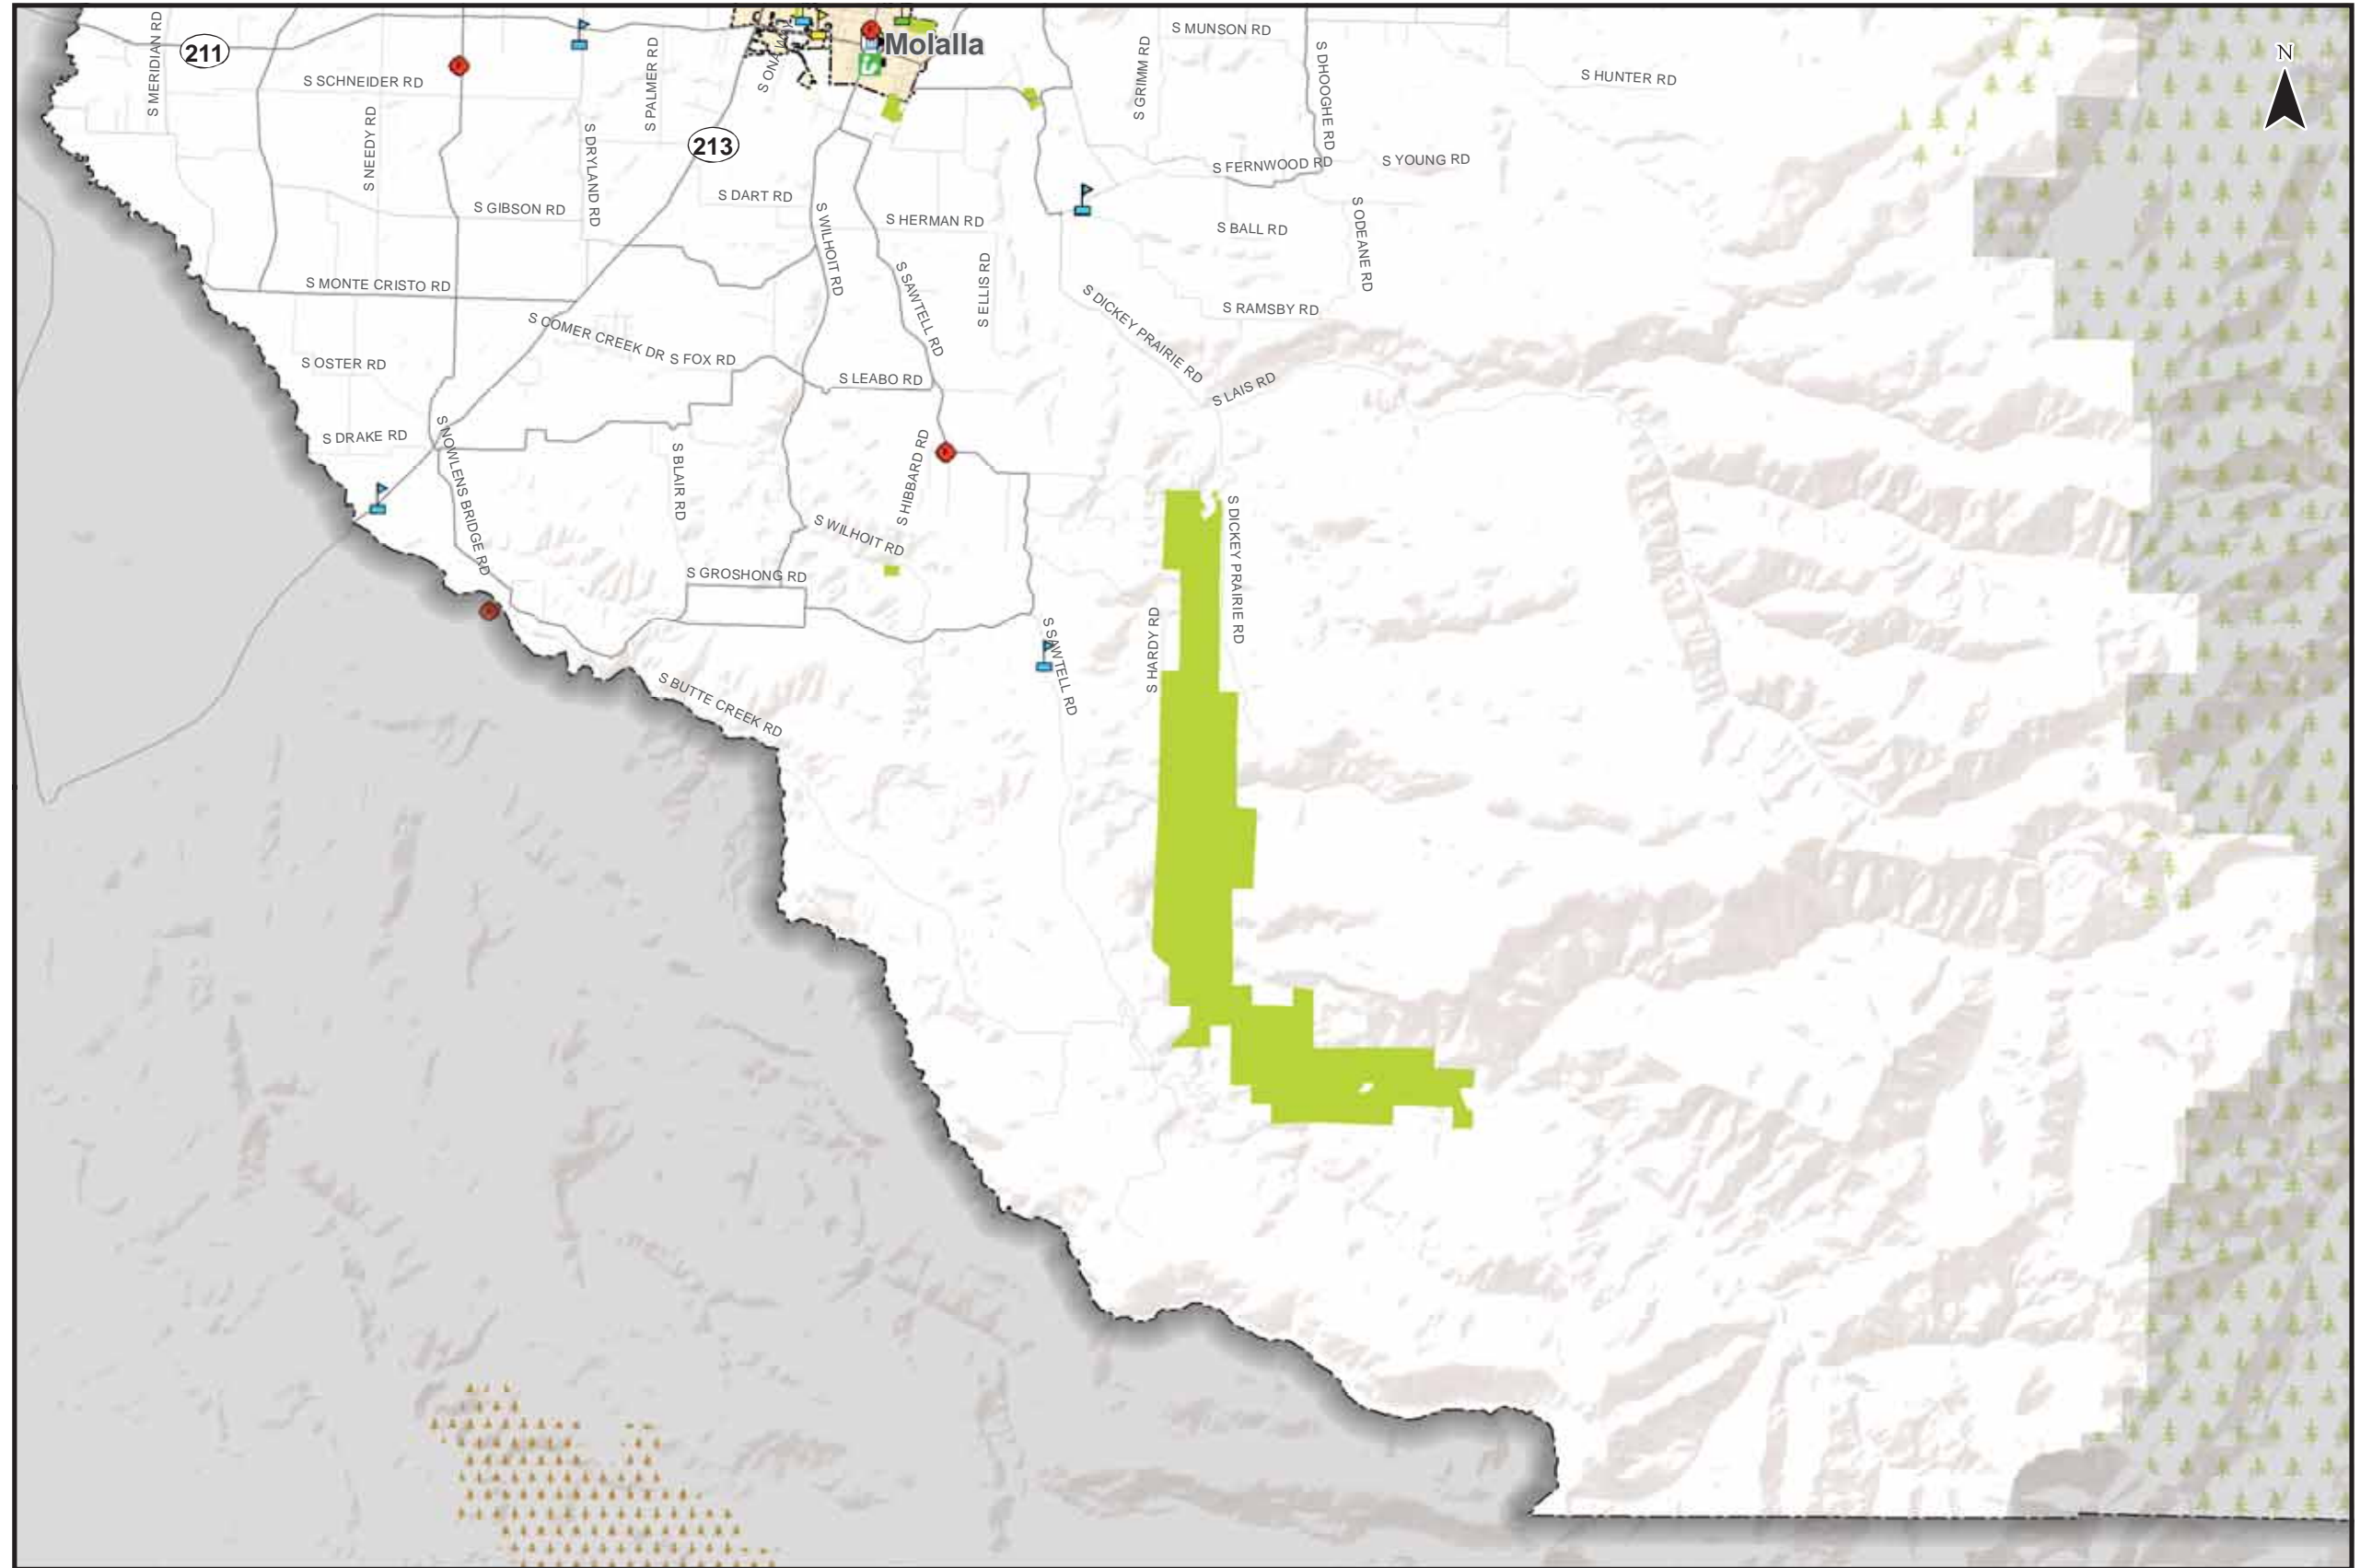 S MERIDIAN RD
211
S SCHNEIDER RD
S NEEDY RD
S PALMER RD
S DRYLAND RD
Molalla
213
S MUNSON RD
S GRIMM RD
S DHOOGHE RD
S HUNTER RD
N
S FERNWOOD RD
S YOUNG RD
S GIBSON RD
S DART RD
S WILHOIT RD
S HERMAN RD
S BALL RD
S ODEANE RD
S MONTE CRISTO RD
S SAWTELL RD
S ELLIS RD
S DICKEY PRAIRIE RD
S RAMSBY RD
S COMER CREEK DR
S FOX RD
S OSTER RD
S LEABO RD
S LAIS RD
S DRAKE RD
S NOWLENS BRIDGE RD
S BLAIR RD
S HIBBARD RD
S WILHOIT RD
S DICKEY PRAIRIE RD
S GROSHONG RD
S HARDY RD
S SAWTELL RD
S BUTTE CREEK RD